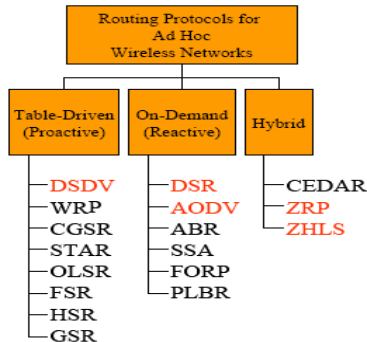 Routing Protocols for
Ad Hoc
Wireless Networks
Table-Driven
(Proactive)
On-Demand
(Reactive)
Hybrid
DSDV
WRP
CGSR
STAR
OLSR
FSR
HSR
GSR
DSR
AODV
ABR
SSA
FORP
PLBR
CEDAR
ZRP
ZHLS